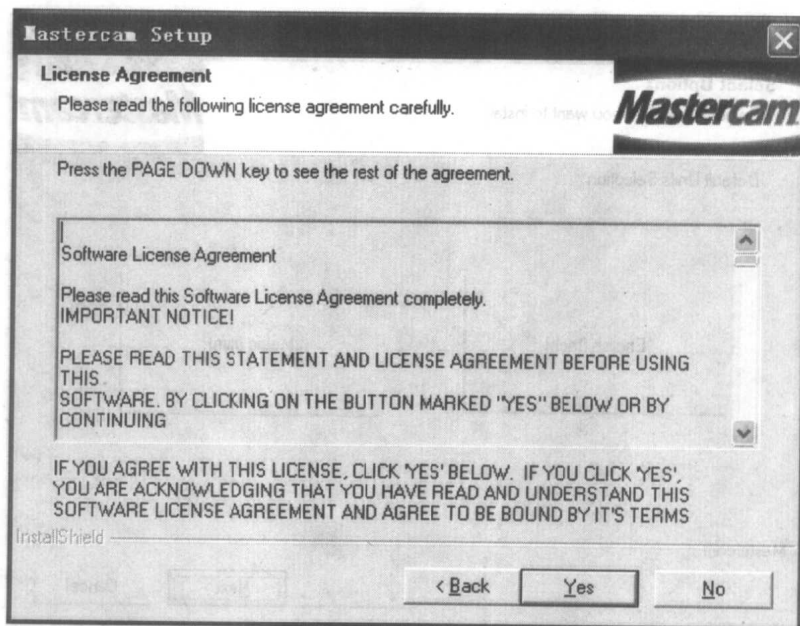 Mastercam Setup
License Agreement
Please read the following license agreement carefully.
Mastercam
Press the PAGE DOWN key to see the rest of the agreement.
Software License Agreement
Please read this Software License Agreement completely.
IMPORTANT NOTICE!
PLEASE READ THIS STATEMENT AND LICENSE AGREEMENT BEFORE USING
THIS
SOFTWARE. BY CLICKING ON THE BUTTON MARKED "YES" BELOW OR BY
CONTINUING
IF YOU AGREE WITH THIS LICENSE, CLICK 'YES' BELOW. IF YOU CLICK 'YES',
YOU ARE ACKNOWLEDGING THAT YOU HAVE READ AND UNDERSTAND THIS
SOFTWARE LICENSE AGREEMENT AND AGREE TO BE BOUND BY IT'S TERMS
InstallShield
< Back
Yes
No